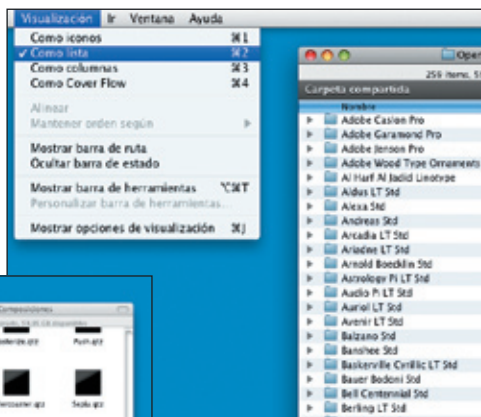 Visualización Ir Ventana Ayuda
Como iconos ⌘1
✓ Como lista ⌘2
Como columnas ⌘3
Como Cover Flow ⌘4
Alinear
Mantener orden según
Mostrar barra de ruta
Ocultar barra de estado
Mostrar barra de herramientas ⌥⌘T
Personalizar barra de herramientas...
Mostrar opciones de visualización ⌘J
Carpeta compartida
Nombre
Adobe Caslon Pro
Adobe Garamond Pro
Adobe Jenson Pro
Adobe Wood Type Ornaments
Al Harf Al Jadid Linotype
Aldus LT Std
Alexa Std
Andreas Std
Arcadia LT Std
Ariadne LT Std
Arnold Boecklin Std
Astrology Pi LT Std
Audio Pi LT Std
Auriol LT Std
Avenir LT Std
Balzano Std
Banshee Std
Baskerville Cyrillic LT Std
Bauer Bodoni Std
Bell Centennial Std
Berling LT Std
Composiciones
Push.qtz
Sepia.qtz